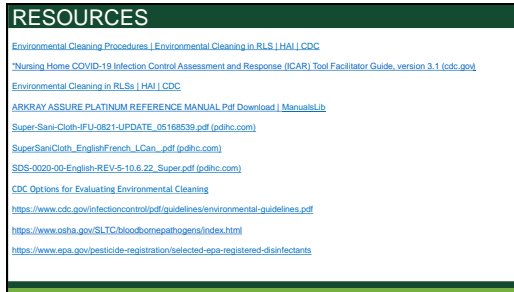 RESOURCES
Environmental Cleaning Procedures | Environmental Cleaning in RLS | HAI | CDC
"Nursing Home COVID-19 Infection Control Assessment and Response (ICAR) Tool Facilitator Guide, version 3.1 (cdc.gov)
Environmental Cleaning in RLSs | HAI | CDC
ARKRAY ASSURE PLATINUM REFERENCE MANUAL Pdf Download | ManualsLib
Super-Sani-Cloth-IFU-0821-UPDATE_05168539.pdf (pdihc.com)
SuperSaniCloth_EnglishFrench_LCan_.pdf (pdihc.com)
SDS-0020-00-English-REV-5-10.6.22_Super.pdf (pdihc.com)
CDC Options for Evaluating Environmental Cleaning
https://www.cdc.gov/infectioncontrol/pdf/guidelines/environmental-guidelines.pdf
https://www.osha.gov/SLTC/bloodbornepathogens/index.html
https://www.epa.gov/pesticide-registration/selected-epa-registered-disinfectants